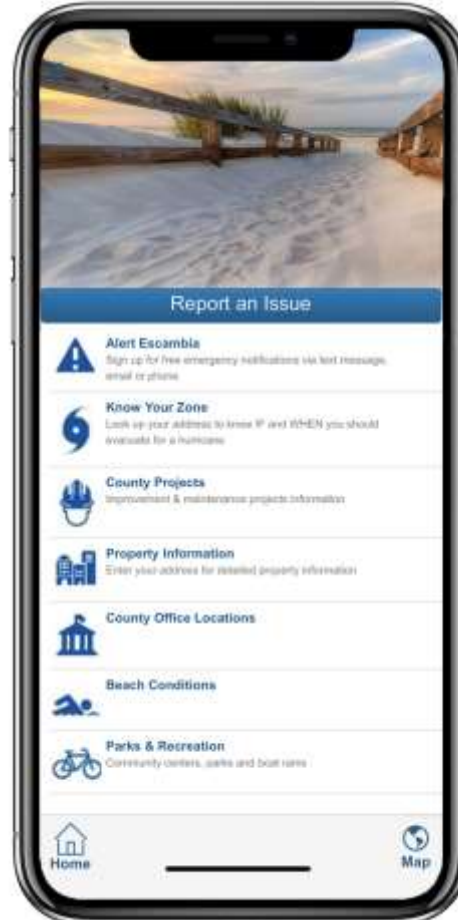 Report an Issue
Alert Escambia
Sign up for free emergency notifications via text message,
email or phone
Know Your Zone
Look up your address to know IF and WHEN you should
evacuate for a hurricane
County Projects
Improvement & maintenance projects information
Property Information
Enter your address for detailed property information
County Office Locations
Beach Conditions
Parks & Recreation
Community centers, parks and boat rams
Home
Map